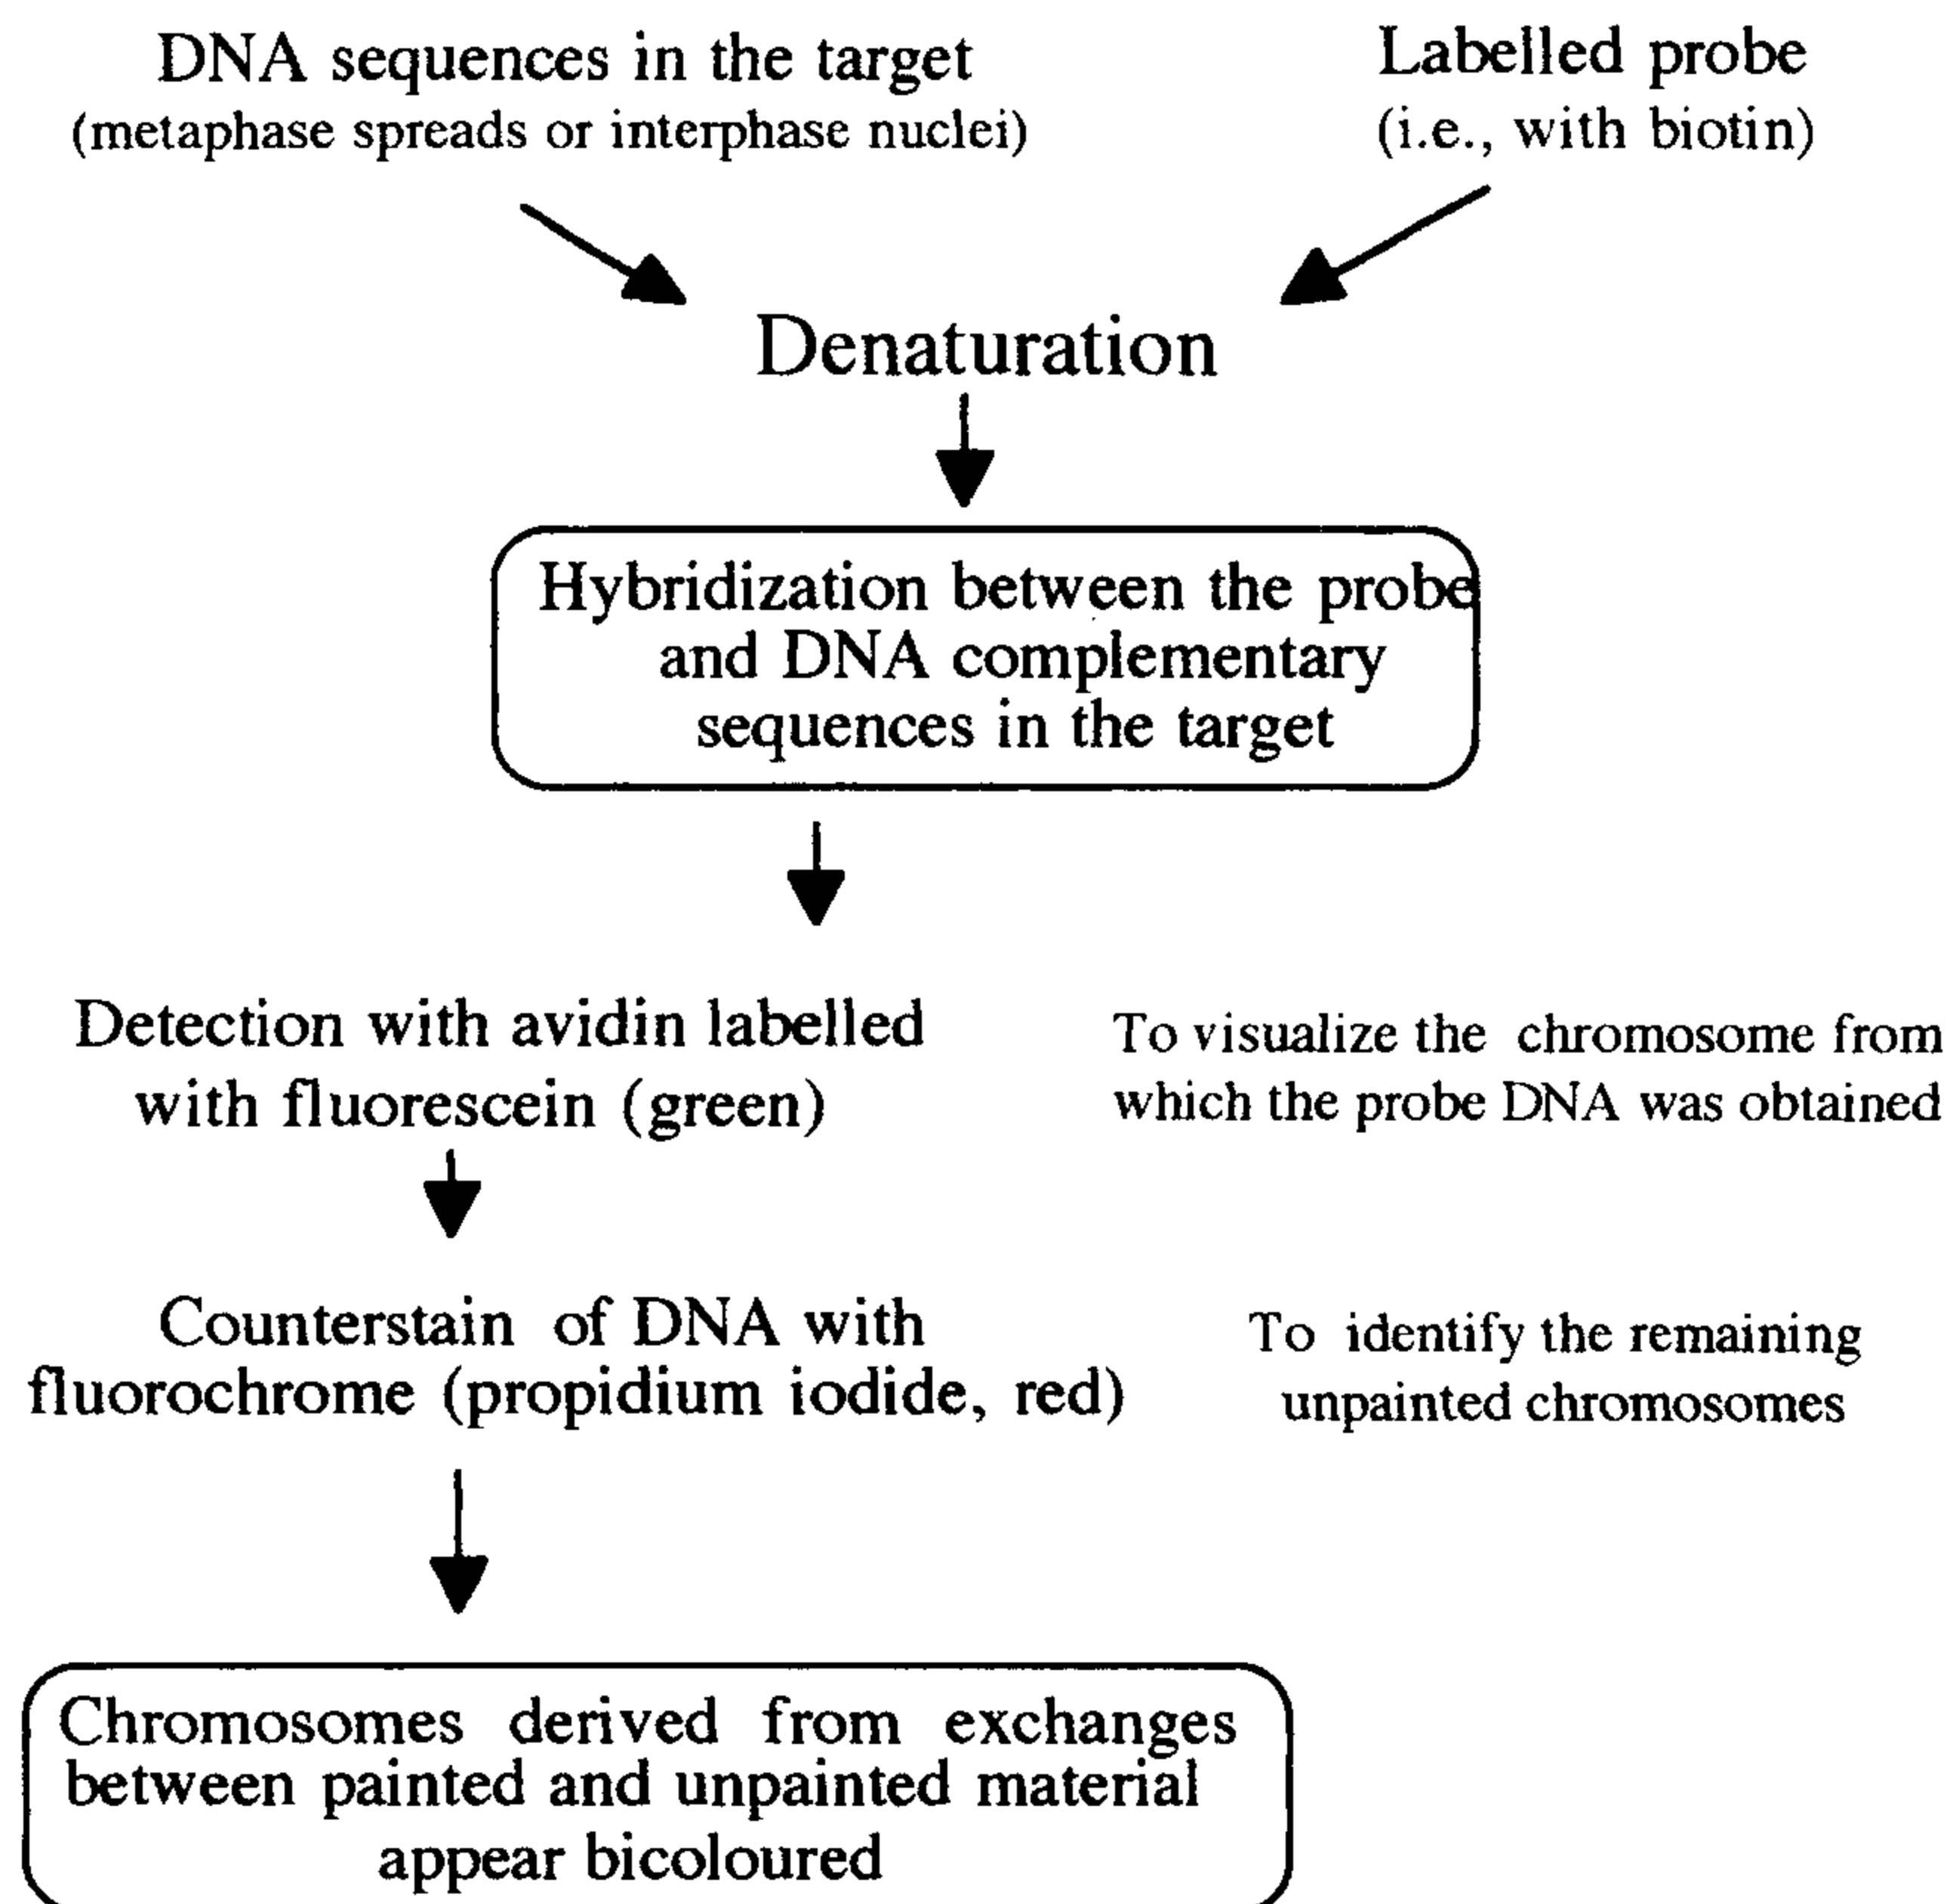 DNA sequences in the target
(metaphase spreads or interphase nuclei)
Labelled probe
(i.e., with biotin)
Denaturation
Hybridization between the probe
and DNA complementary
sequences in the target
Detection with avidin labelled
with fluorescein (green)
To visualize the chromosome from
which the probe DNA was obtained
Counterstain of DNA with
fluorochrome (propidium iodide, red)
To identify the remaining
unpainted chromosomes
Chromosomes derived from exchanges
between painted and unpainted material
appear bicoloured